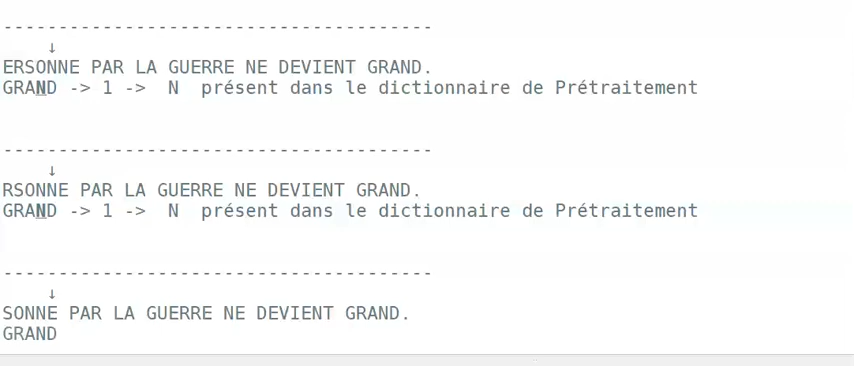 ---------------------------------------
↓
ERSONNE PAR LA GUERRE NE DEVIENT GRAND.
GRAND -> 1 -> N présent dans le dictionnaire de Prétraitement
---------------------------------------
↓
RSONNE PAR LA GUERRE NE DEVIENT GRAND.
GRAND -> 1 -> N présent dans le dictionnaire de Prétraitement
---------------------------------------
↓
SONNE PAR LA GUERRE NE DEVIENT GRAND.
GRAND